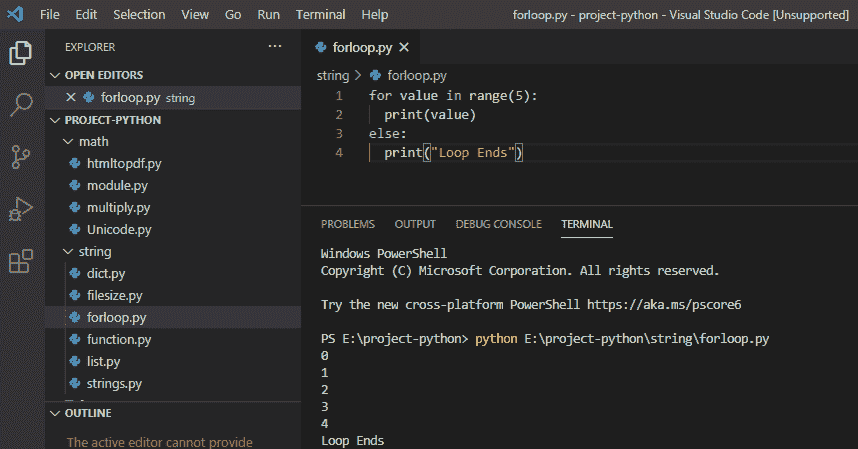 File Edit Selection View Go Run Terminal Help
forloop.py - project-python - Visual Studio Code [Unsupported]
EXPLORER
OPEN EDITORS
forloop.py string
PROJECT-PYTHON
math
htmltopdf.py
module.py
multiply.py
Unicode.py
string
dict.py
filesize.py
forloop.py
function.py
list.py
strings.py
OUTLINE
The active editor cannot provide
forloop.py
string > forloop.py
1 for value in range(5):
2   print(value)
3 else:
4   print("Loop Ends")
PROBLEMS OUTPUT DEBUG CONSOLE TERMINAL
Windows PowerShell
Copyright (C) Microsoft Corporation. All rights reserved.
Try the new cross-platform PowerShell https://aka.ms/pscore6
PS E:\project-python> python E:\project-python\string\forloop.py
0
1
2
3
4
Loop Ends